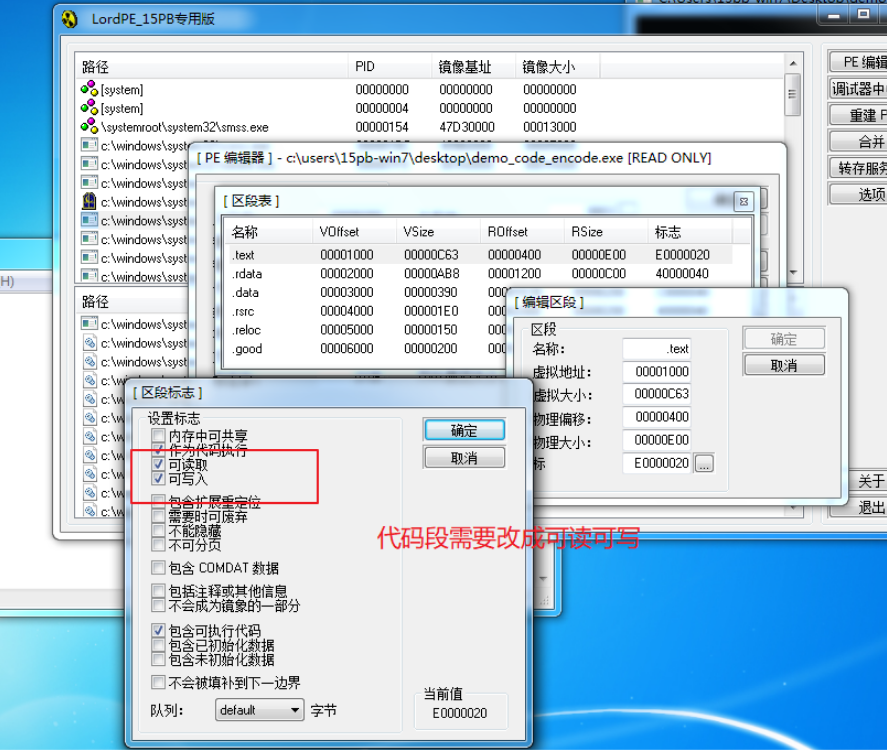 LordPE_15PB专用版
路径 PID 镜像基址 镜像大小
[system] 00000000 00000000 00000000
[system] 00000004 00000000 00000000
\systemroot\system32\smss.exe 00000154 47D30000 00013000
c:\windows\syst
c:\windows\syst
c:\windows\syst
c:\windows\syst
c:\windows\syst
c:\windows\syst
c:\windows\syst
c:\windows\syst
PE 编辑
调试器中
重建 P
合并
转存服务
选项
关于
退出
H)
路径
c:\windows\syst
c:\windows\syst
c:\windows\syst
c:\w
c:\w
c:\w
c:\w
c:\w
c:\w
c:\w
c:\w
[ PE 编辑器 ] - c:\users\15pb-win7\desktop\demo_code_encode.exe [READ ONLY]
[ 区段表 ]
名称 VOffset VSize ROffset RSize 标志
.text 00001000 00000C63 00000400 00000E00 E0000020
.rdata 00002000 00000AB8 00001200 00000C00 40000040
.data 00003000 00000390
.rsrc 00004000 000001E0
.reloc 00005000 00000150
.good 00006000 00000200
[ 编辑区段 ]
区段
名称: .text
虚拟地址: 00001000
虚拟大小: 00000C63
物理偏移: 00000400
物理大小: 00000E00
标 E0000020 ...
确定
取消
[ 区段标志 ]
设置标志
内存中可共享
作为代码执行
可读取
可写入
包含扩展重定位
需要时可废弃
不能隐藏
不可分页
包含 COMDAT 数据
包括注释或其他信息
不会成为镜象的一部分
包含可执行代码
包含已初始化数据
包含未初始化数据
不会被填补到下一边界
队列: default 字节
确定
取消
当前值
E0000020
代码段需要改成可读可写